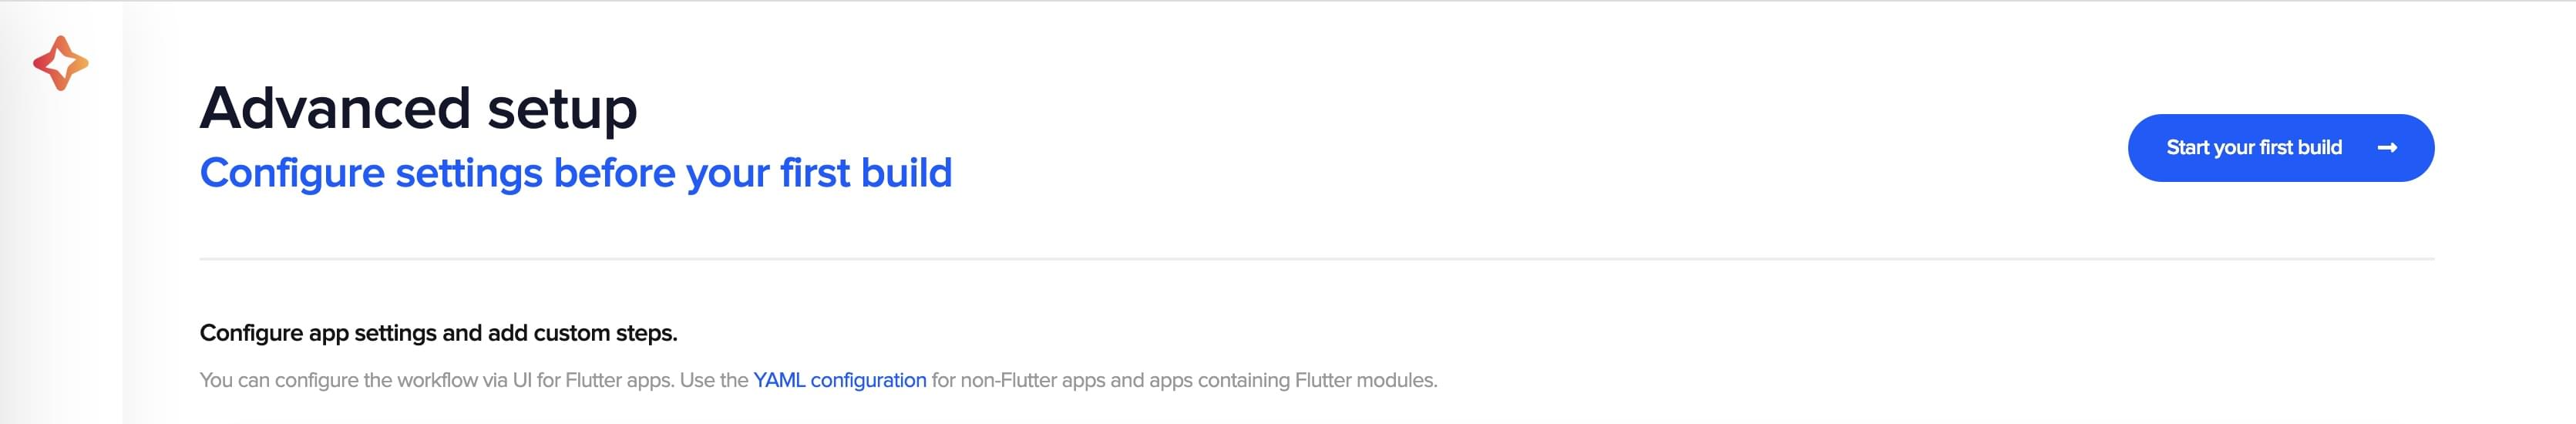 Advanced setup
Configure settings before your first build
Start your first build
Configure app settings and add custom steps.
You can configure the workflow via UI for Flutter apps. Use the YAML configuration for non-Flutter apps and apps containing Flutter modules.